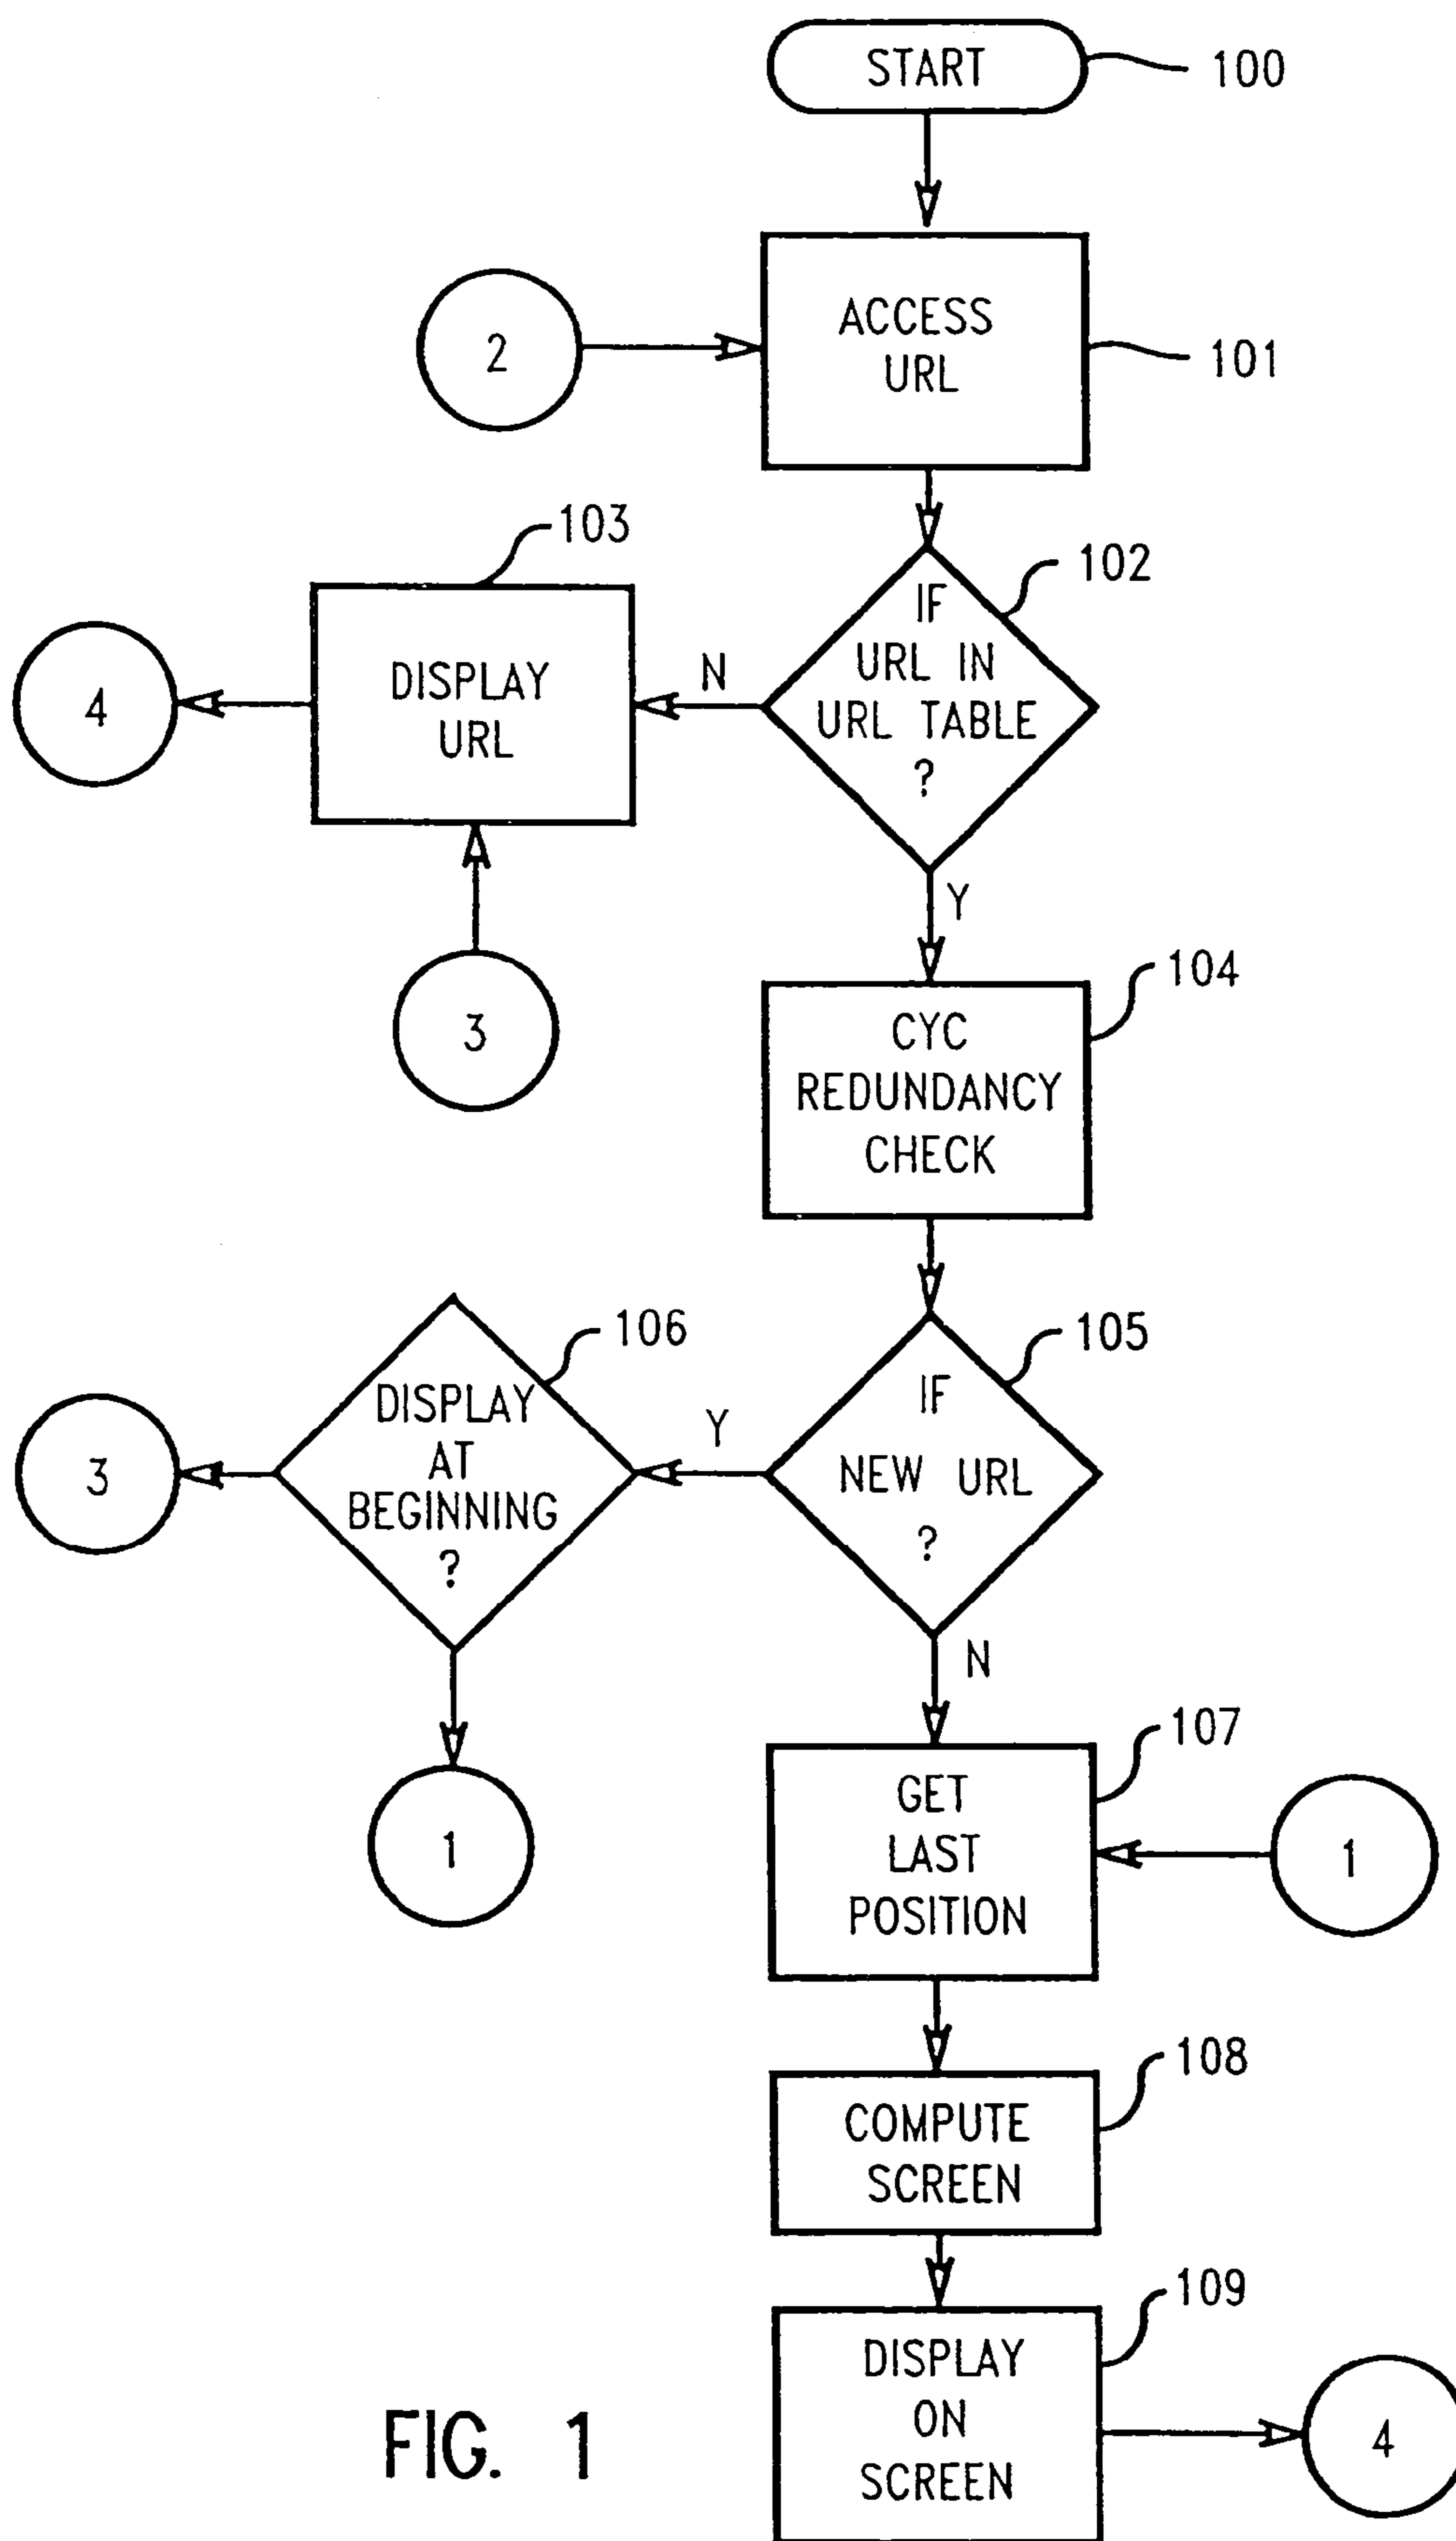 START
100
2
ACCESS
URL
101
103
102
4
DISPLAY
URL
N
IF
URL IN
URL TABLE
?
3
Y
CYC
REDUNDANCY
CHECK
104
106
105
3
DISPLAY
AT
BEGINNING
?
Y
IF
NEW URL
?
N
1
107
GET
LAST
POSITION
1
108
COMPUTE
SCREEN
109
DISPLAY
ON
SCREEN
4
FIG. 1